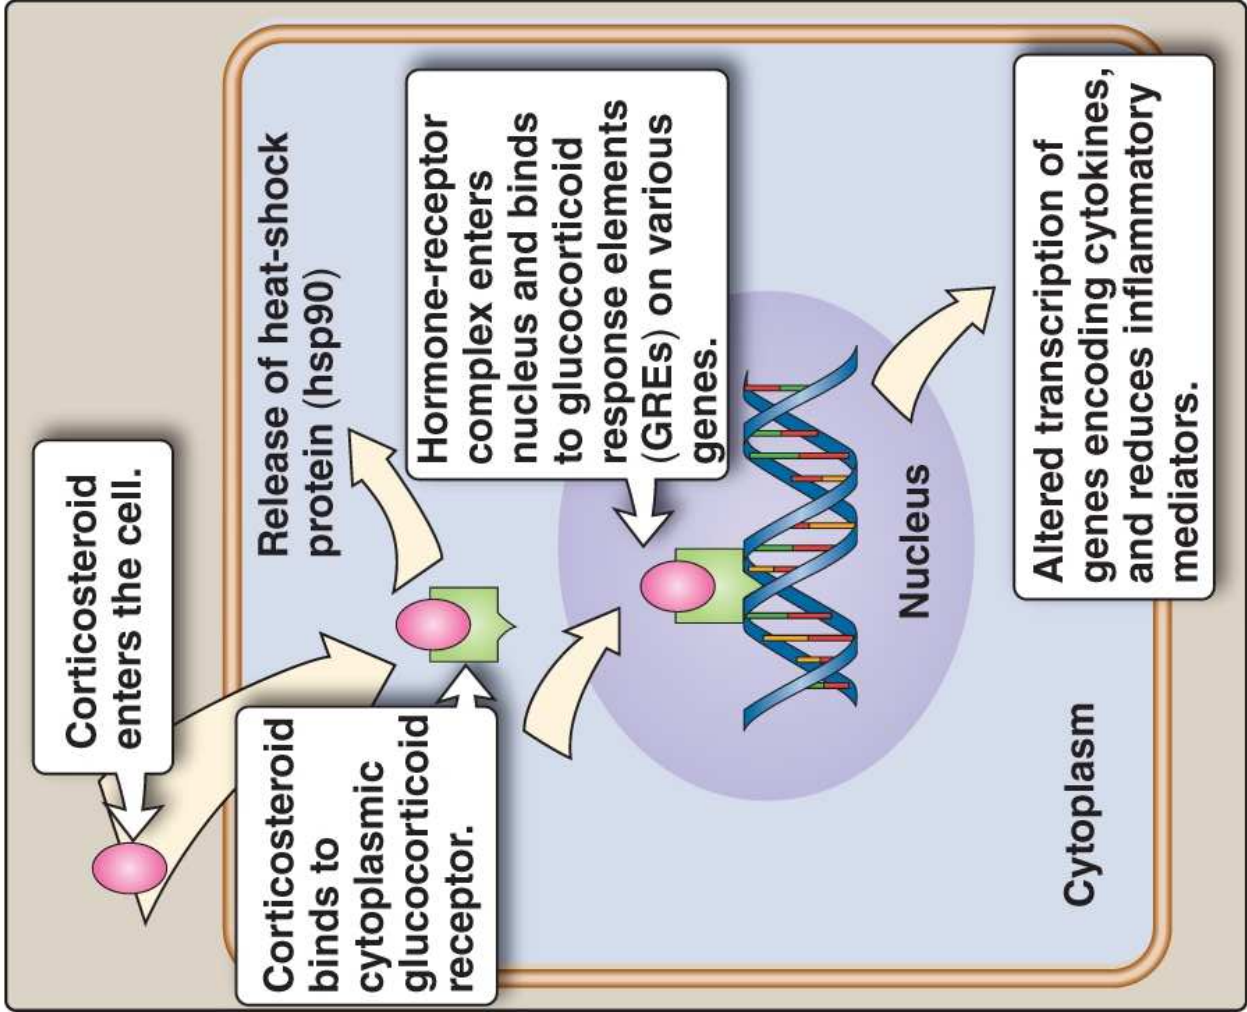 Corticosteroid
enters the cell.
Release of heat-shock
protein (hsp90)
Corticosteroid
binds to
cytoplasmic
glucocorticoid
receptor.
Hormone-receptor
complex enters
nucleus and binds
to glucocorticoid
response elements
(GREs) on various
genes.
Nucleus
Cytoplasm
Altered transcription of
genes encoding cytokines,
and reduces inflammatory
mediators.